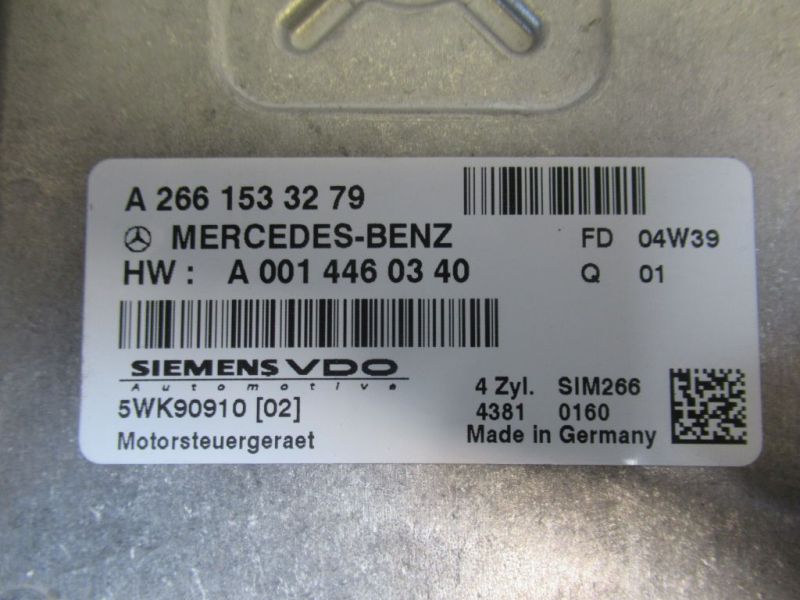 A 266 153 32 79
MERCEDES-BENZ
FD 04W39
HW : A 001 446 03 40
Q 01
SIEMENS VDO
Automotive
4 Zyl. SIM266
5WK90910 [02]
4381 0160
Motorsteuergeraet
Made in Germany